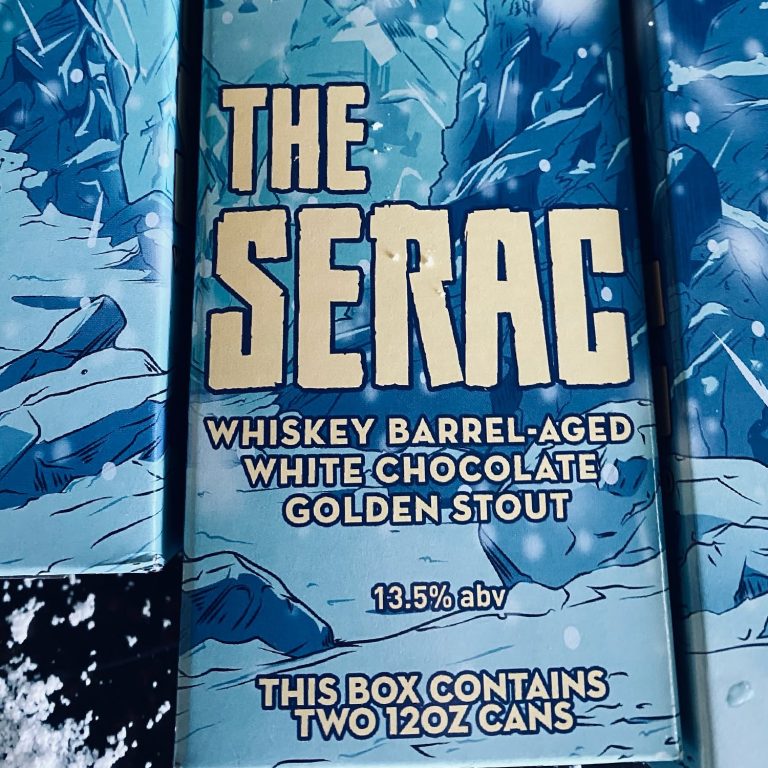 THE
SERAC
WHISKEY BARREL-AGED
WHITE CHOCOLATE
GOLDEN STOUT
13.5% abv
THIS BOX CONTAINS
TWO 12OZ CANS